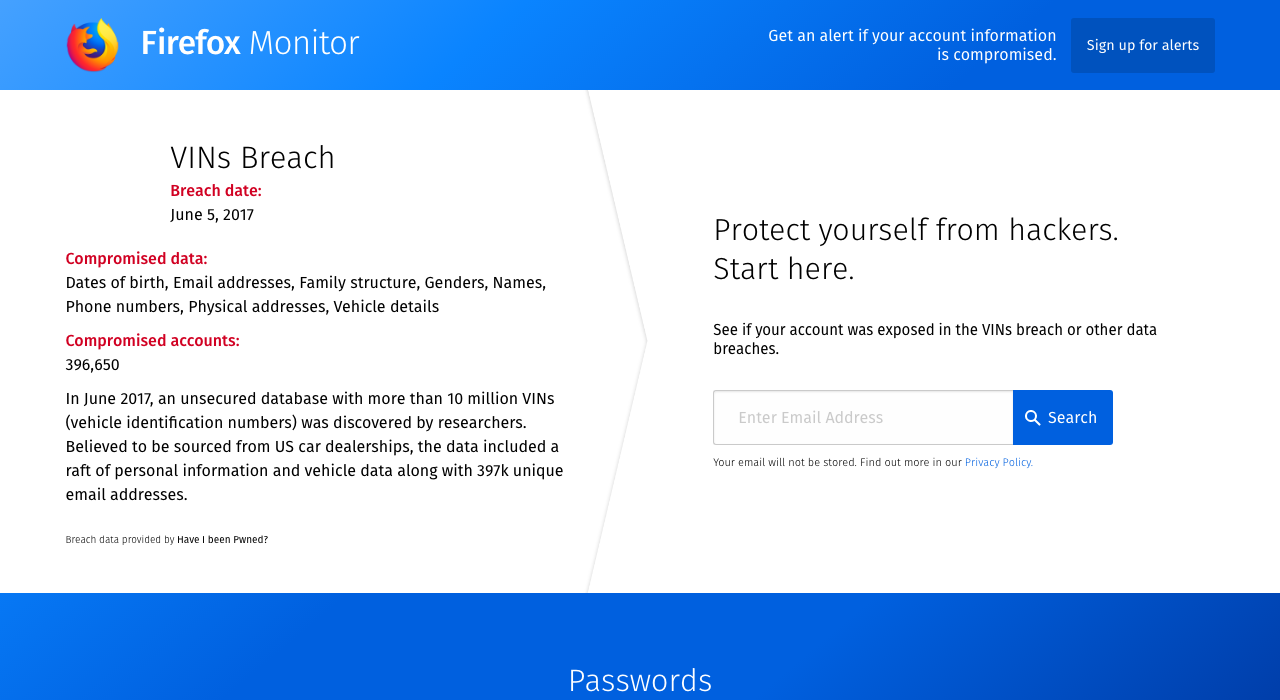 Firefox Monitor
Get an alert if your account information
is compromised.
Sign up for alerts
VINs Breach
Breach date:
June 5, 2017
Compromised data:
Dates of birth, Email addresses, Family structure, Genders, Names,
Phone numbers, Physical addresses, Vehicle details
Compromised accounts:
396,650
In June 2017, an unsecured database with more than 10 million VINs
(vehicle identification numbers) was discovered by researchers.
Believed to be sourced from US car dealerships, the data included a
raft of personal information and vehicle data along with 397k unique
email addresses.
Breach data provided by Have I been Pwned?
Protect yourself from hackers.
Start here.
See if your account was exposed in the VINs breach or other data
breaches.
Enter Email Address
Search
Your email will not be stored. Find out more in our Privacy Policy.
Passwords